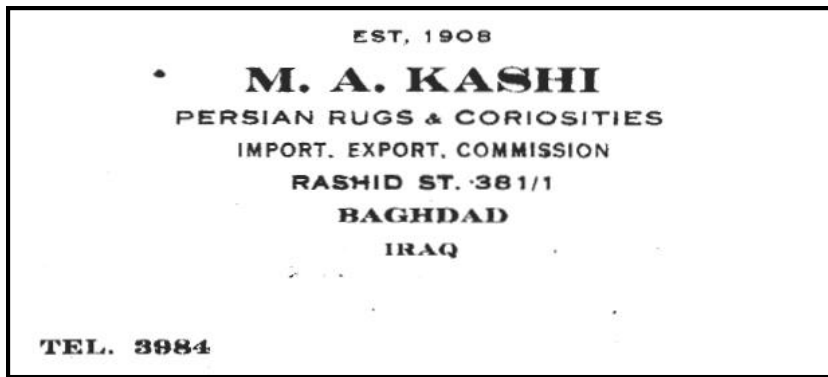 EST, 1908
M. A. KASHI
PERSIAN RUGS & CORIOSITIES
IMPORT. EXPORT, COMMISSION
RASHID ST. 381/1
BAGHDAD
IRAQ
TEL. 3984